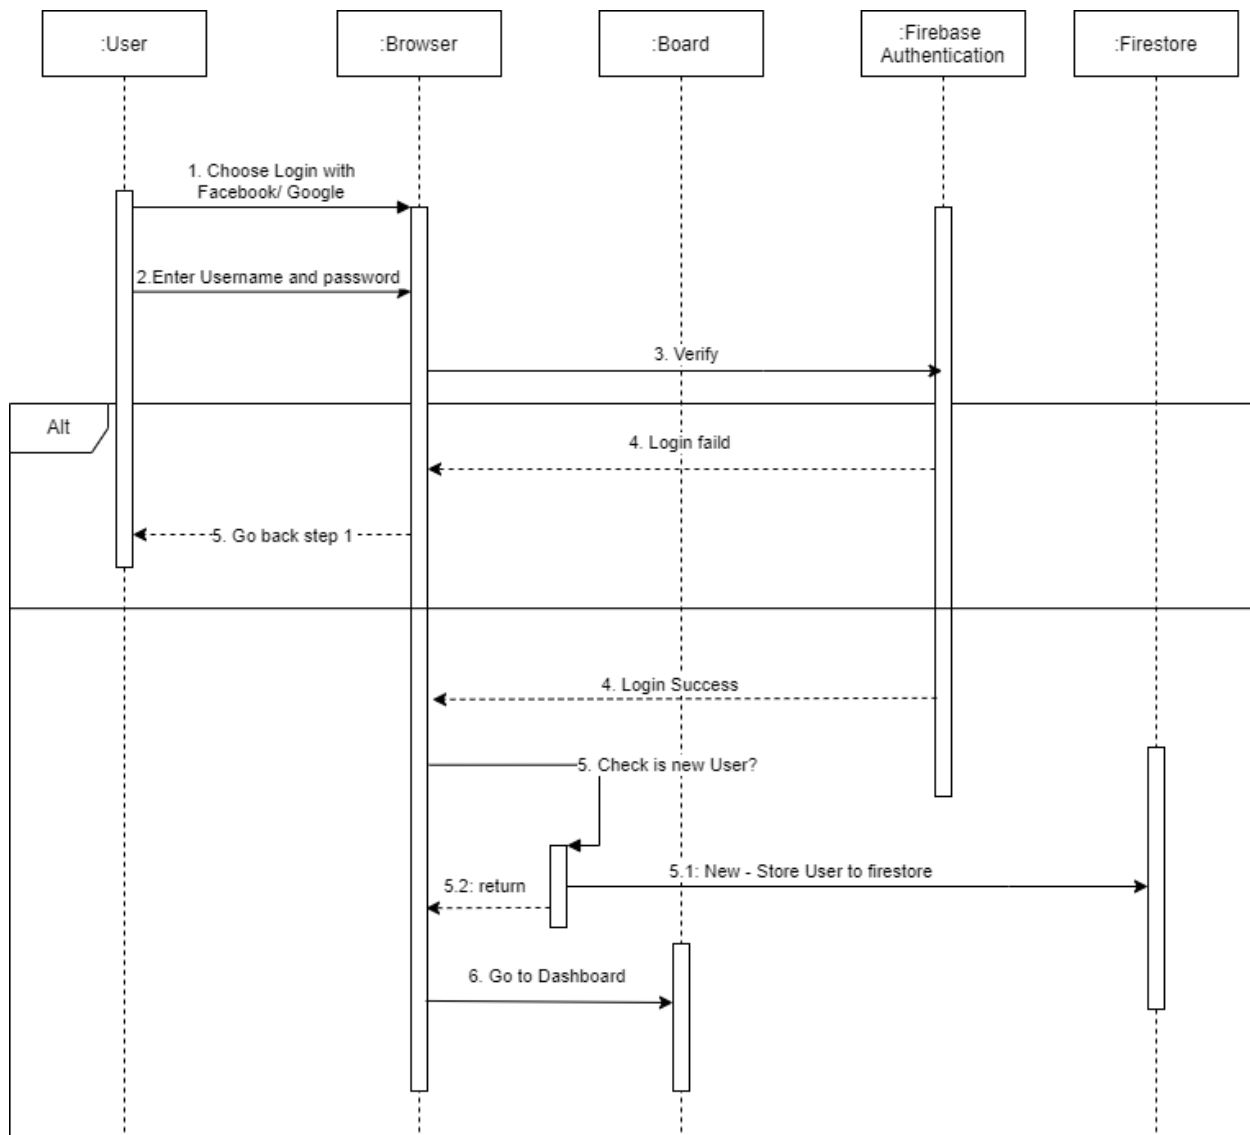 :User
:Browser
:Board
:Firebase
Authentication
:Firestore
1. Choose Login with
Facebook/ Google
2.Enter Username and password
3. Verify
Alt
4. Login faild
5. Go back step 1
4. Login Success
5. Check is new User?
5.1: New - Store User to firestore
5.2: return
6. Go to Dashboard